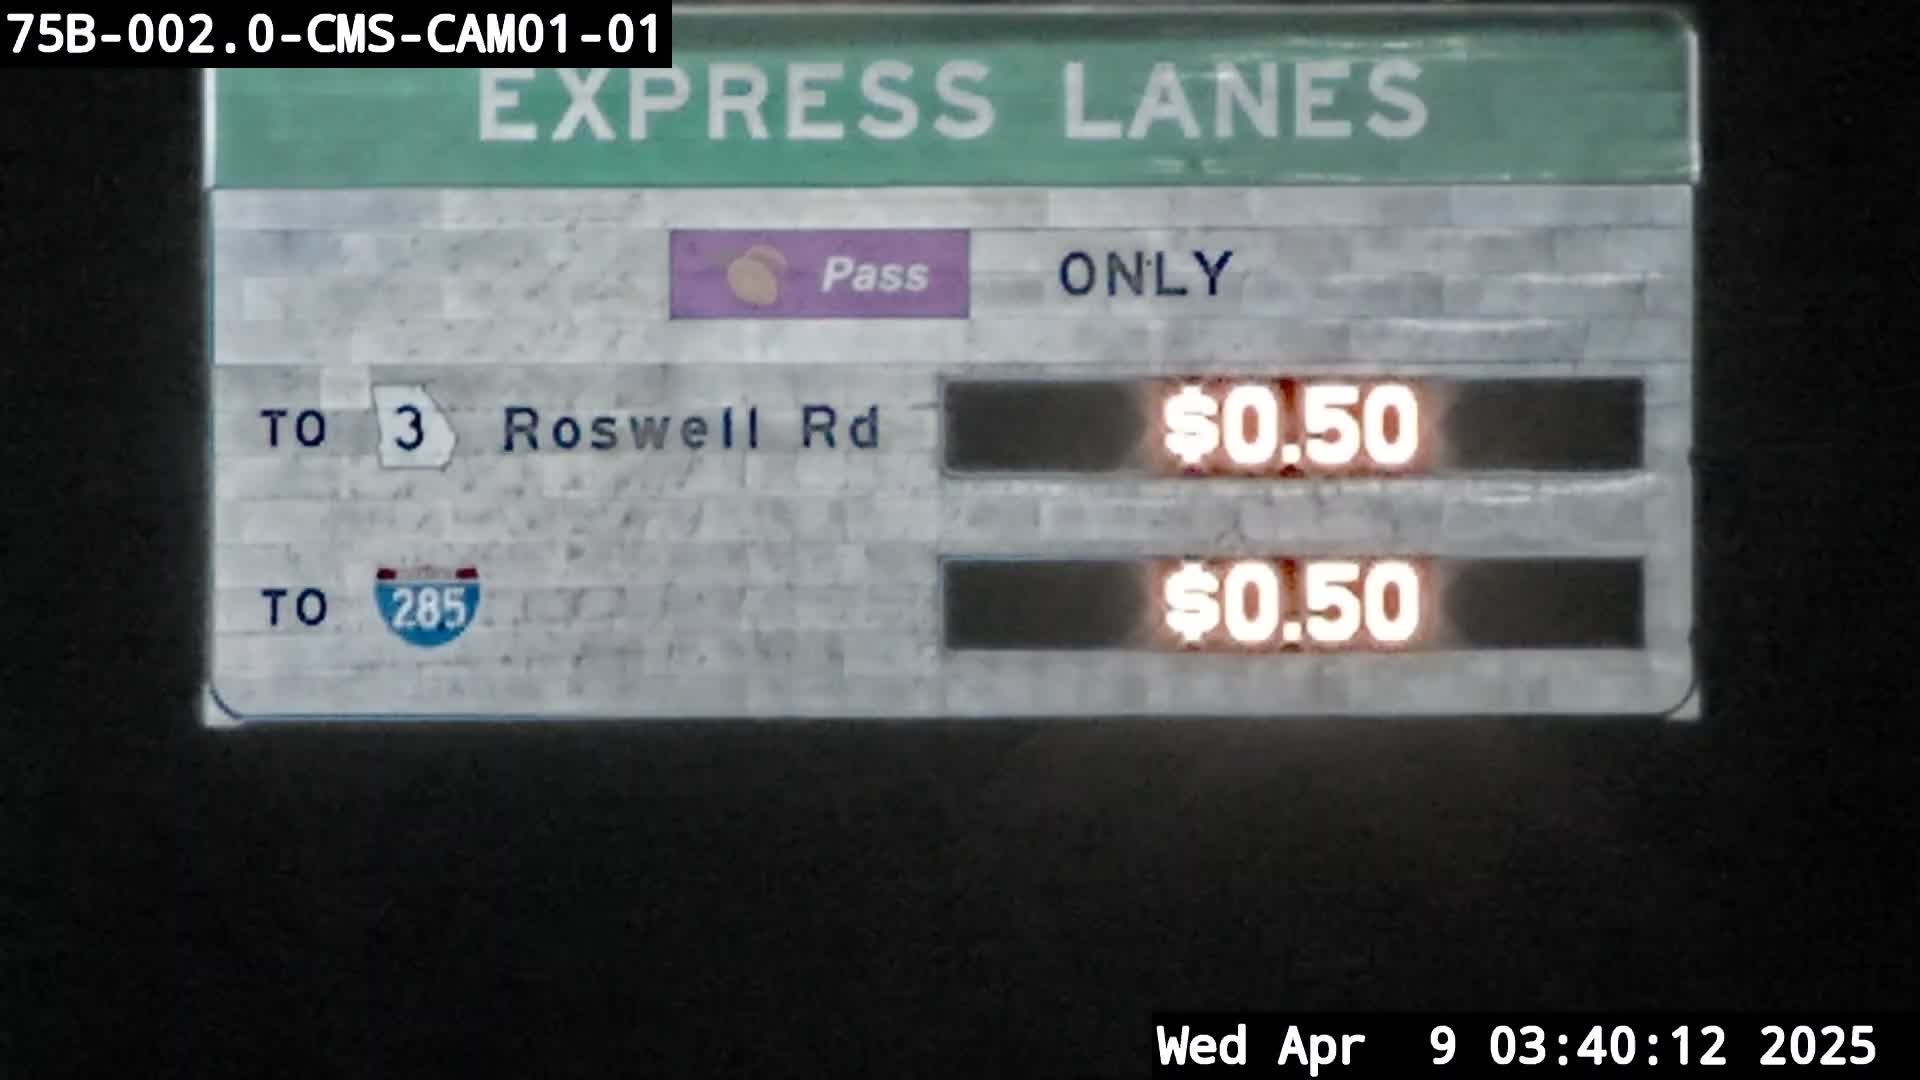 75B-002.0-CMS-CAM01-01
EXPRESS LANES
Pass ONLY
TO 3 Roswell Rd $0.50
TO 285 $0.50
Wed Apr 9 03:40:12 2025